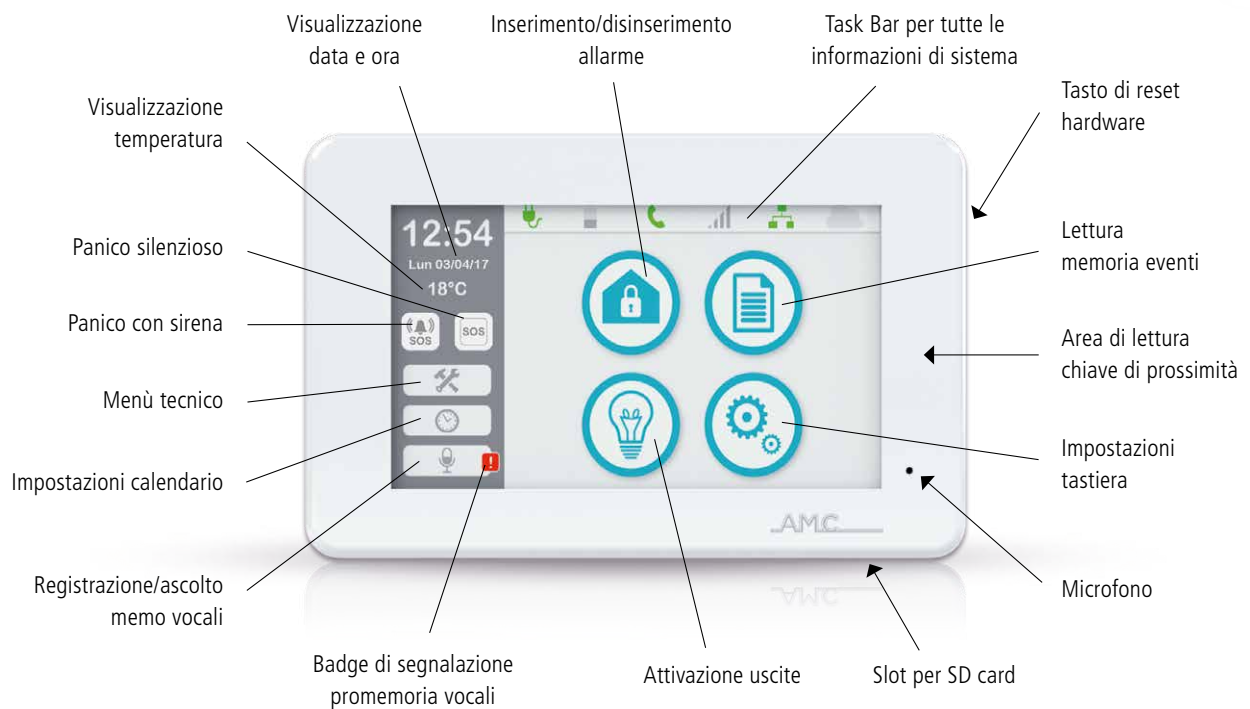 Visualizzazione
data e ora
Inserimento/disinserimento
allarme
Task Bar per tutte le
informazioni di sistema
Visualizzazione
temperatura
Tasto di reset
hardware
Panico silenzioso
Lettura
memoria eventi
Panico con sirena
Area di lettura
chiave di prossimità
Menù tecnico
Impostazioni calendario
Impostazioni
tastiera
Registrazione/ascolto
memo vocali
Microfono
Badge di segnalazione
promemoria vocali
Attivazione uscite
Slot per SD card
12:54
Lun 03/04/17
18°C
SOS
SOS
!
AMC